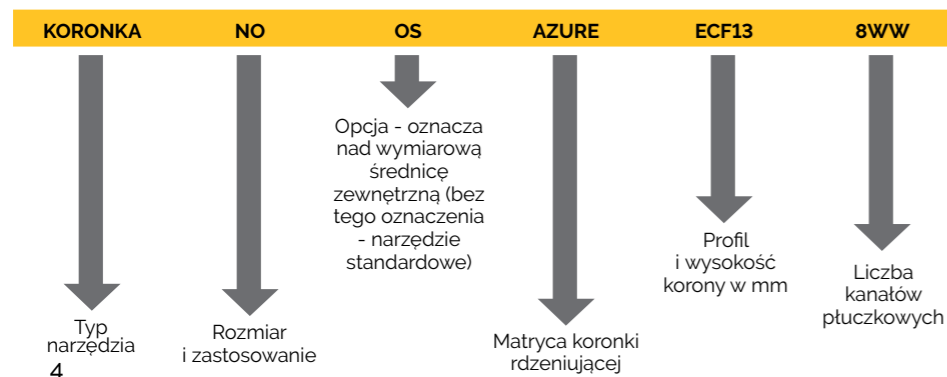 KORONKA NO OS AZURE ECF13 8WW
Opcja - oznacza
nad wymiarową
średnicę
zewnętrzną (bez
tego oznaczenia
- narzędzie
standardowe)
Profil
i wysokość
korony w mm
Liczba
kanałów
płuczkowych
Typ
narzędzia
Rozmiar
i zastosowanie
Matryca koronki
rdzeniującej
4